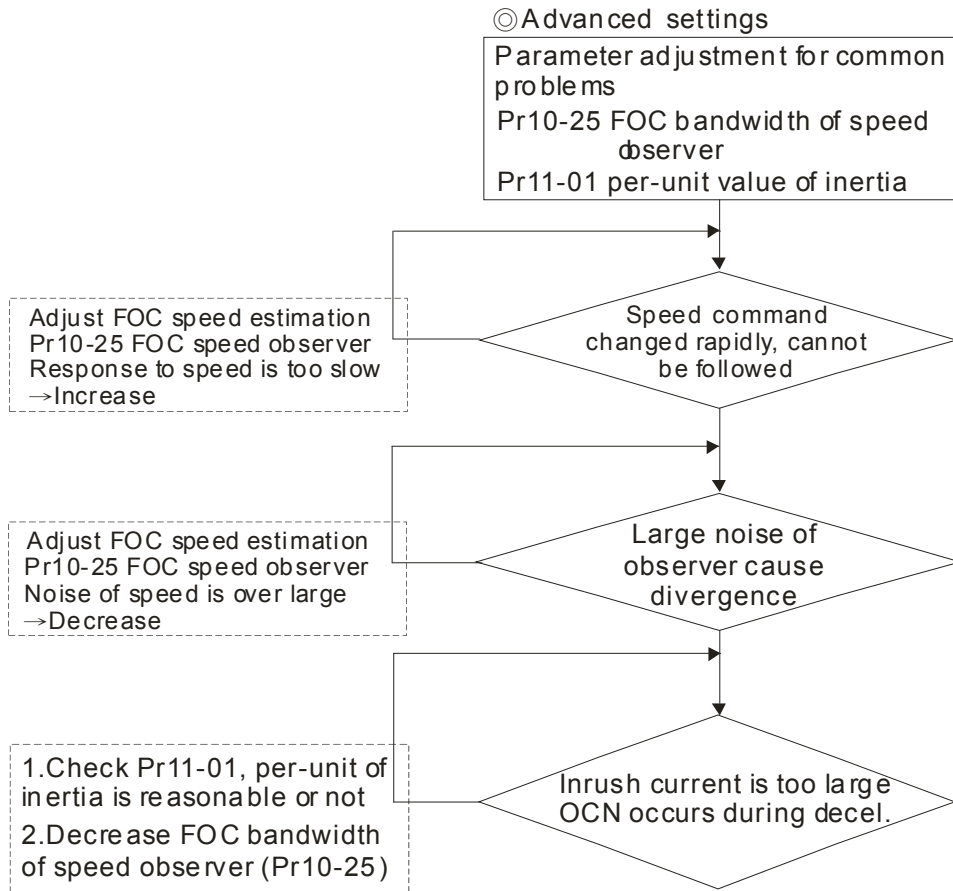 ◎Advanced settings
Parameter adjustment for common
problems
Pr10-25 FOC bandwidth of speed
observer
Pr11-01 per-unit value of inertia
Adjust FOC speed estimation
Pr10-25 FOC speed observer
Response to speed is too slow
→Increase
Speed command
changed rapidly, cannot
be followed
Adjust FOC speed estimation
Pr10-25 FOC speed observer
Noise of speed is over large
→Decrease
Large noise of
observer cause
divergence
1.Check Pr11-01, per-unit of
inertia is reasonable or not
2.Decrease FOC bandwidth
of speed observer (Pr10-25)
Inrush current is too large
OCN occurs during decel.